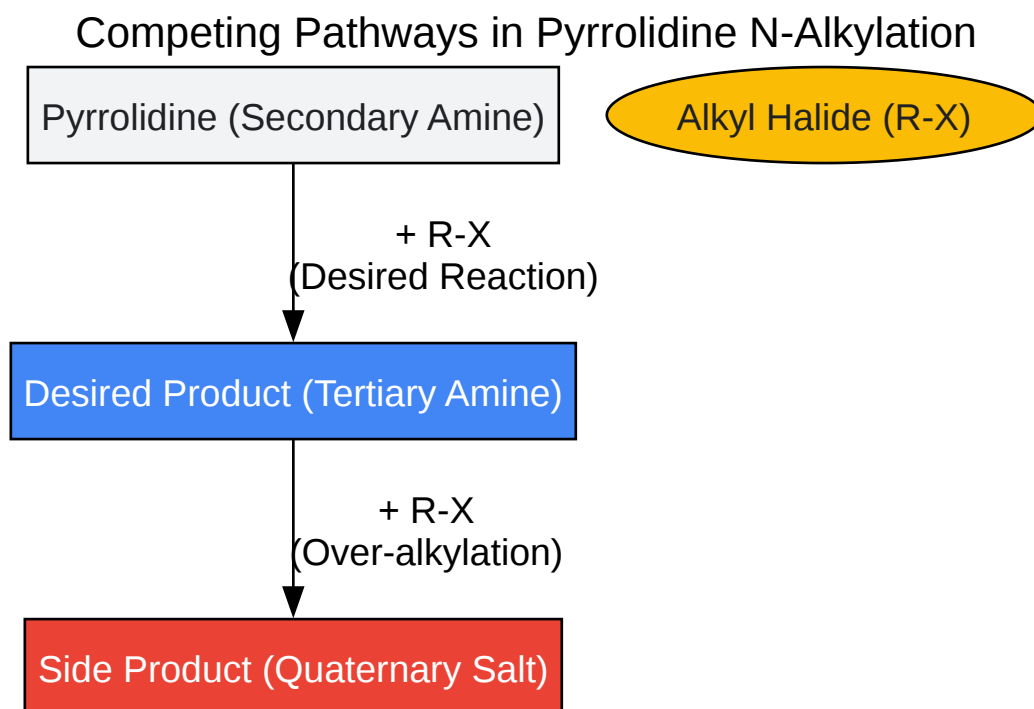 Competing Pathways in Pyrrolidine N-Alkylation
Pyrrolidine (Secondary Amine)
Alkyl Halide (R-X)
+ R-X
(Desired Reaction)
Desired Product (Tertiary Amine)
+ R-X
(Over-alkylation)
Side Product (Quaternary Salt)